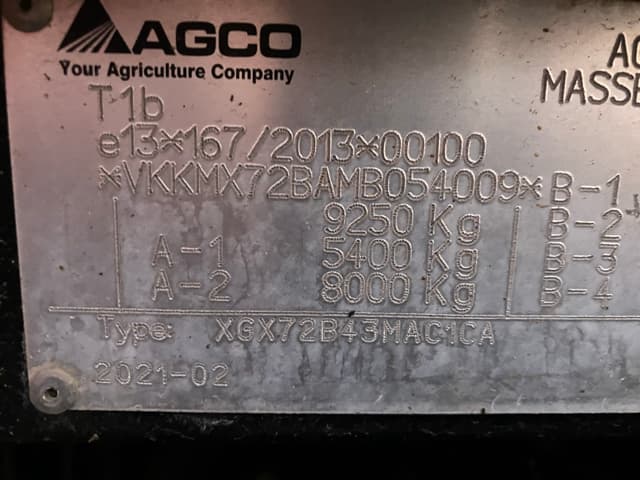 AGCO
Your Agriculture Company
AG
MASSE
T1b
e13*167/2013*00100
*VKKMX72BAMB054009*
B-1
9250 Kg
B-2
A-1 5400 Kg
B-3
A-2 8000 Kg
B-4
Type: XGX72B43MAC1CA
2021-02